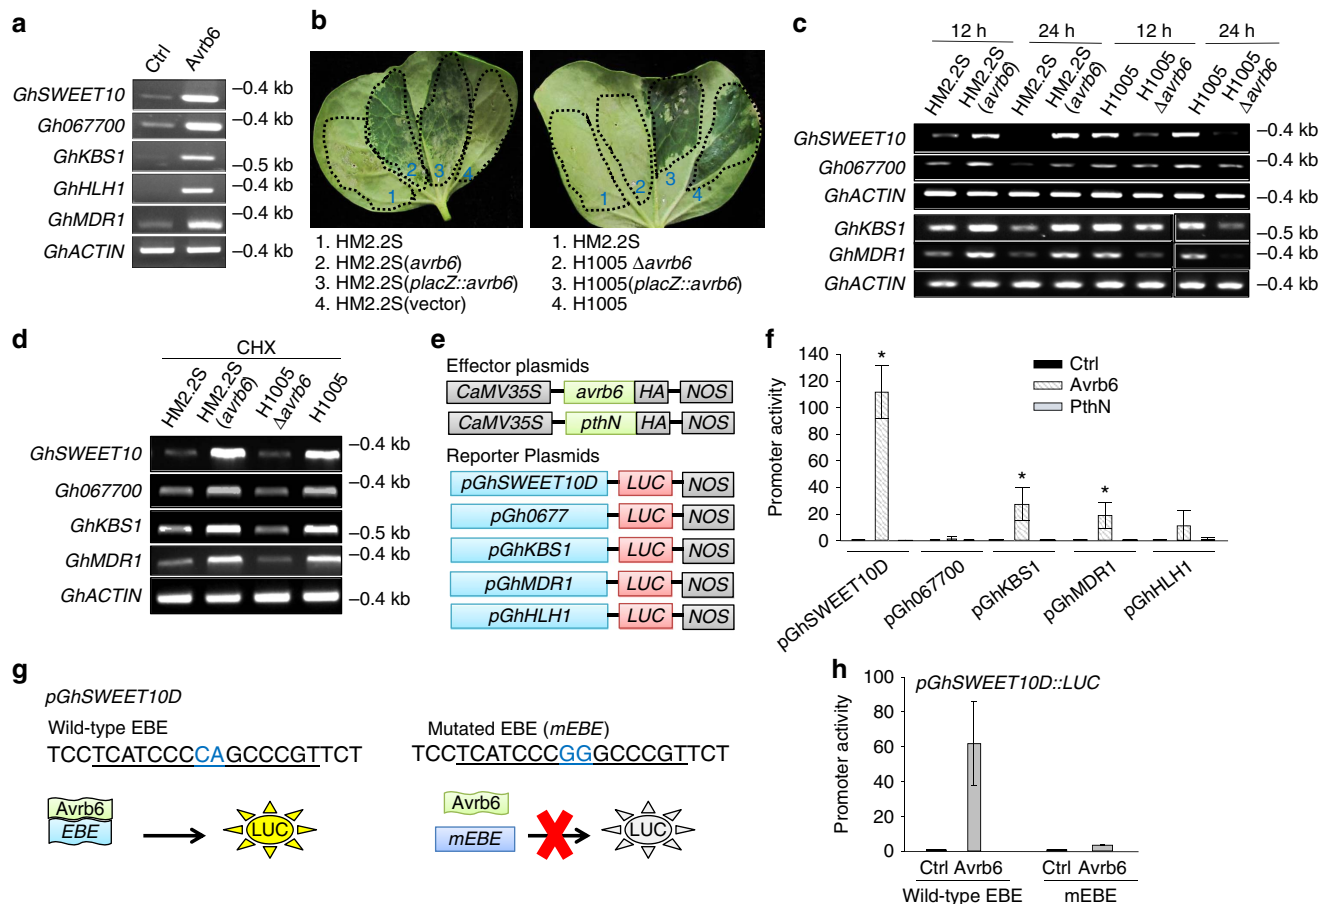 a
Ctrl
Avrb6
GhSWEET10
–0.4 kb
Gh067700
–0.4 kb
GhKBS1
–0.5 kb
GhHLH1
–0.4 kb
GhMDR1
–0.4 kb
GhACTIN
–0.4 kb
b
1
2
3
4
1. HM2.2S
2. HM2.2S(avrb6)
3. HM2.2S(placZ::avrb6)
4. HM2.2S(vector)
1
2
3
4
1. HM2.2S
2. H1005 Δavrb6
3. H1005(placZ::avrb6)
4. H1005
c
12 h
24 h
12 h
24 h
HM2.2S
HM2.2S (avrb6)
HM2.2S
HM2.2S (avrb6)
H1005
H1005 Δavrb6
H1005
H1005 Δavrb6
GhSWEET10
–0.4 kb
Gh067700
–0.4 kb
GhACTIN
–0.4 kb
GhKBS1
–0.5 kb
GhMDR1
–0.4 kb
GhACTIN
–0.4 kb
d
CHX
HM2.2S
HM2.2S (avrb6)
H1005 Δavrb6
H1005
GhSWEET10
–0.4 kb
Gh067700
–0.4 kb
GhKBS1
–0.5 kb
GhMDR1
–0.4 kb
GhACTIN
–0.4 kb
e
Effector plasmids
CaMV35S avrb6 HA NOS
CaMV35S pthN HA NOS
Reporter Plasmids
pGhSWEET10D LUC NOS
pGh0677 LUC NOS
pGhKBS1 LUC NOS
pGhMDR1 LUC NOS
pGhHLH1 LUC NOS
f
Promoter activity
140
120
100
80
60
40
20
0
*
*
*
Ctrl
Avrb6
PthN
pGhSWEET10D
pGh067700
pGhKBS1
pGhMDR1
pGhHLH1
g
pGhSWEET10D
Wild-type EBE
TCCTCATCCCCAGCCCGTTCT
Avrb6
EBE
LUC
Mutated EBE (mEBE)
TCCTCATCCCGGGCCCGTTCT
Avrb6
mEBE
LUC
h
pGhSWEET10D::LUC
Promoter activity
100
80
60
40
20
0
Ctrl Avrb6
Ctrl Avrb6
Wild-type EBE
mEBE